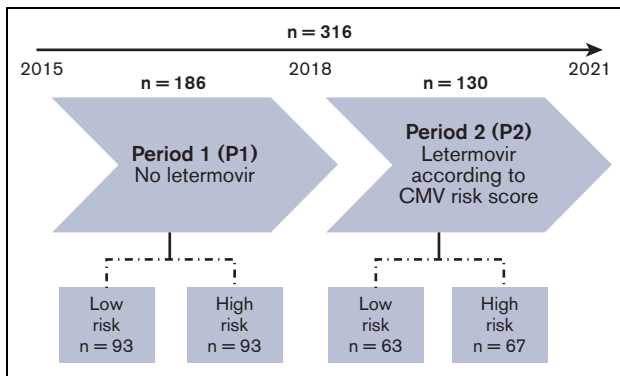 n = 316
2015
2018
2021
n = 186
n = 130
Period 1 (P1)
No letermovir
Period 2 (P2)
Letermovir
according to
CMV risk score
Low
risk
n = 93
High
risk
n = 93
Low
risk
n = 63
High
risk
n = 67